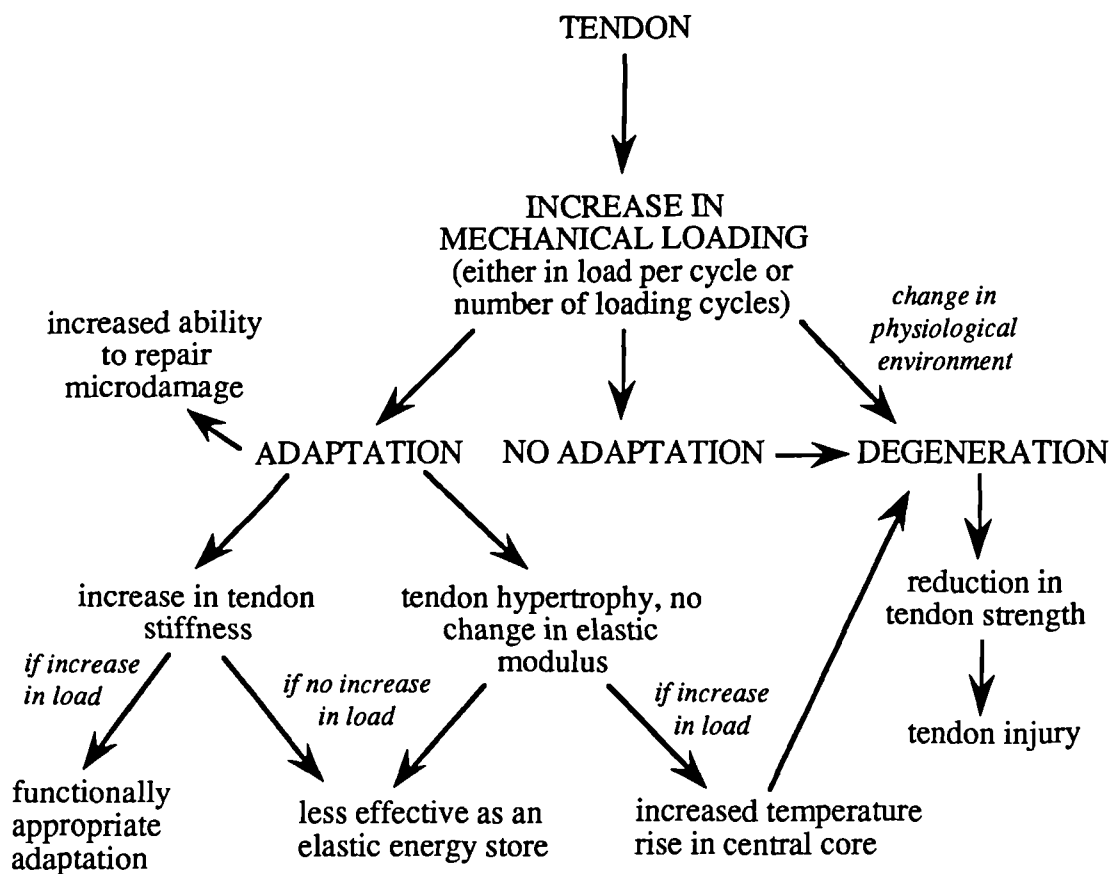 TENDON
INCREASE IN
MECHANICAL LOADING
(either in load per cycle or
number of loading cycles)
change in
physiological
environment
increased ability
to repair
microdamage
ADAPTATION
NO ADAPTATION
DEGENERATION
increase in tendon
stiffness
tendon hypertrophy, no
change in elastic
modulus
reduction in
tendon strength
if increase
in load
if no increase
in load
if increase
in load
tendon injury
functionally
appropriate
adaptation
less effective as an
elastic energy store
increased temperature
rise in central core